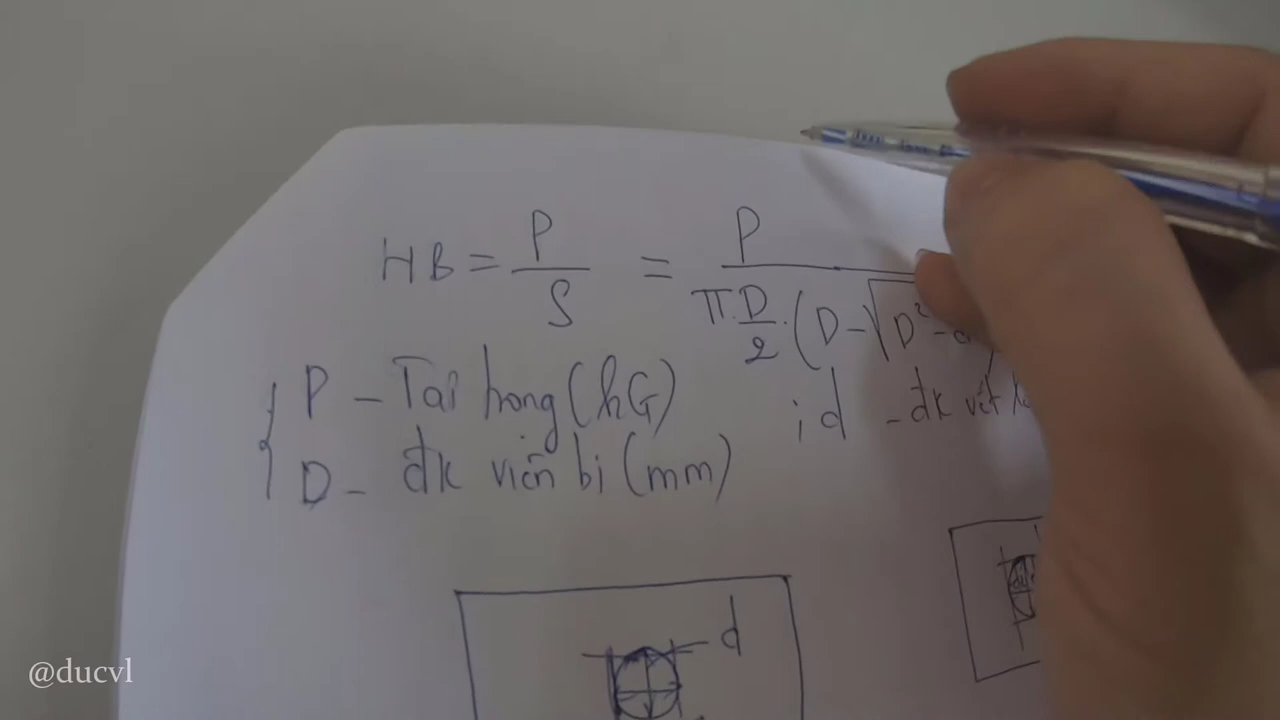 HB = P / S = P / π.D/2.(D-√D²-d
P - Tải trọng (kG) ; d - đk vết
D - đk viên bi (mm)
d
@ducvl